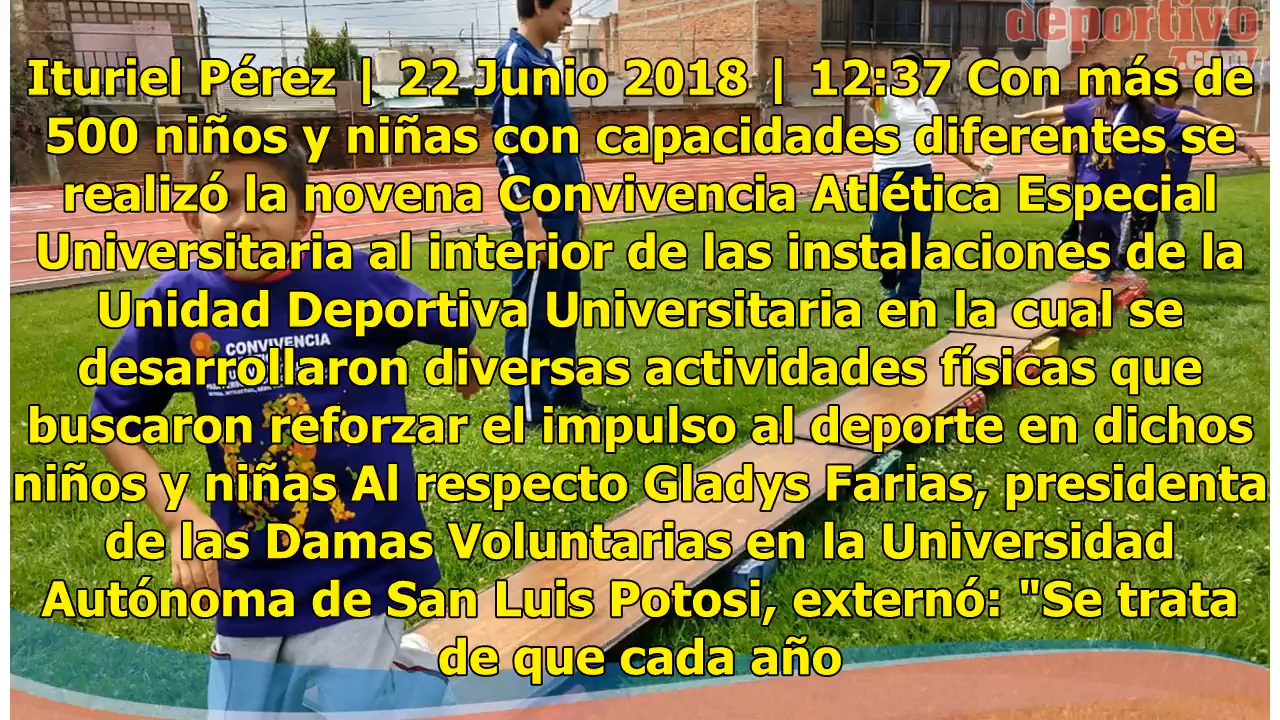 deportivo
.com
Ituriel Pérez | 22 Junio 2018 | 12:37 Con más de
500 niños y niñas con capacidades diferentes se
realizó la novena Convivencia Atlética Especial
Universitaria al interior de las instalaciones de la
Unidad Deportiva Universitaria en la cual se
desarrollaron diversas actividades físicas que
buscaron reforzar el impulso al deporte en dichos
niños y niñas Al respecto Gladys Farias, presidenta
de las Damas Voluntarias en la Universidad
Autónoma de San Luis Potosi, externó: "Se trata
de que cada año
CONVIVENCIA